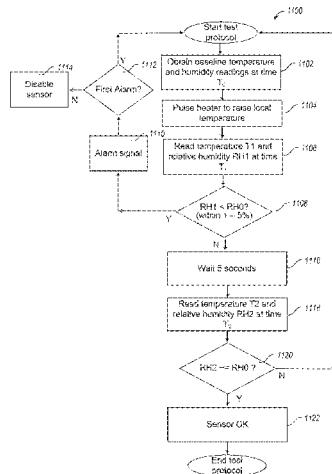 1100
Start test
protocol
Obtain baseline temperature
and humidity readings at time
T0
1102
Pulse heater to raise local
temperature
1104
Read temperature T1 and
relative humidity RH1 at time
T1
1106
RH1 < RH0?
(within 1 – 5%)
1108
Y
N
Alarm signal
1110
First Alarm?
1112
Y
N
Disable
sensor
1114
Wait 5 seconds
1116
Read temperature T2 and
relative humidity RH2 at time
RH2 == RH0 ?
1120
N
Y
Sensor OK
1122
End test
protocol